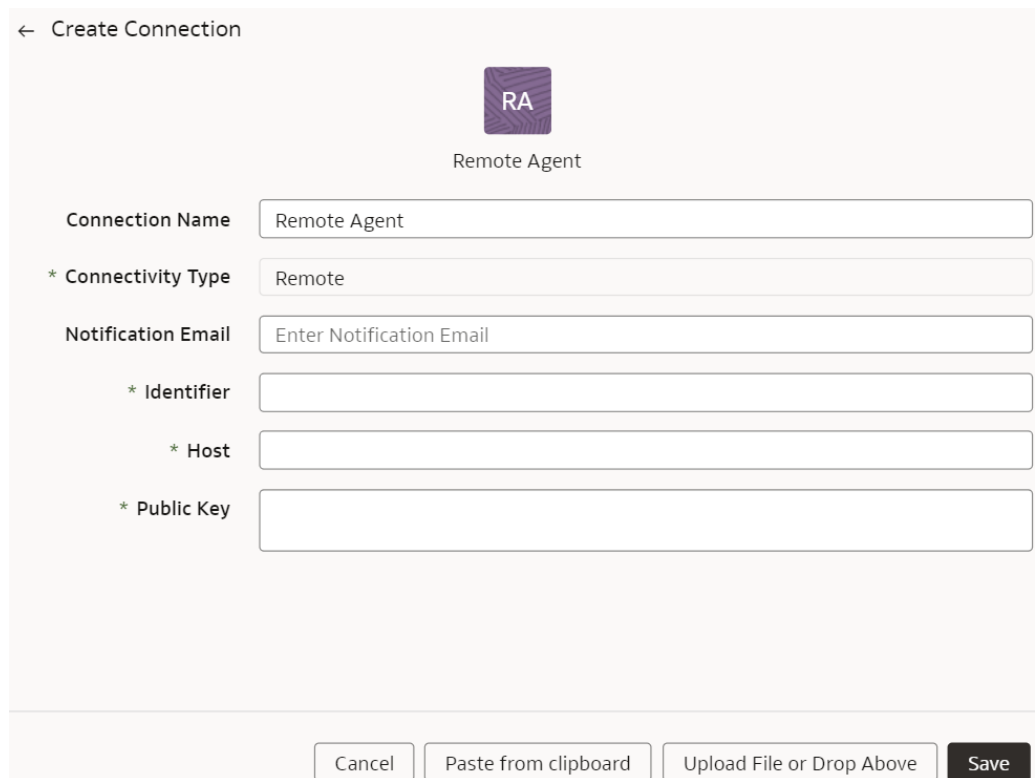 ← Create Connection
RA
Remote Agent
Connection Name Remote Agent
* Connectivity Type Remote
Notification Email Enter Notification Email
* Identifier
* Host
* Public Key
Cancel Paste from clipboard Upload File or Drop Above Save